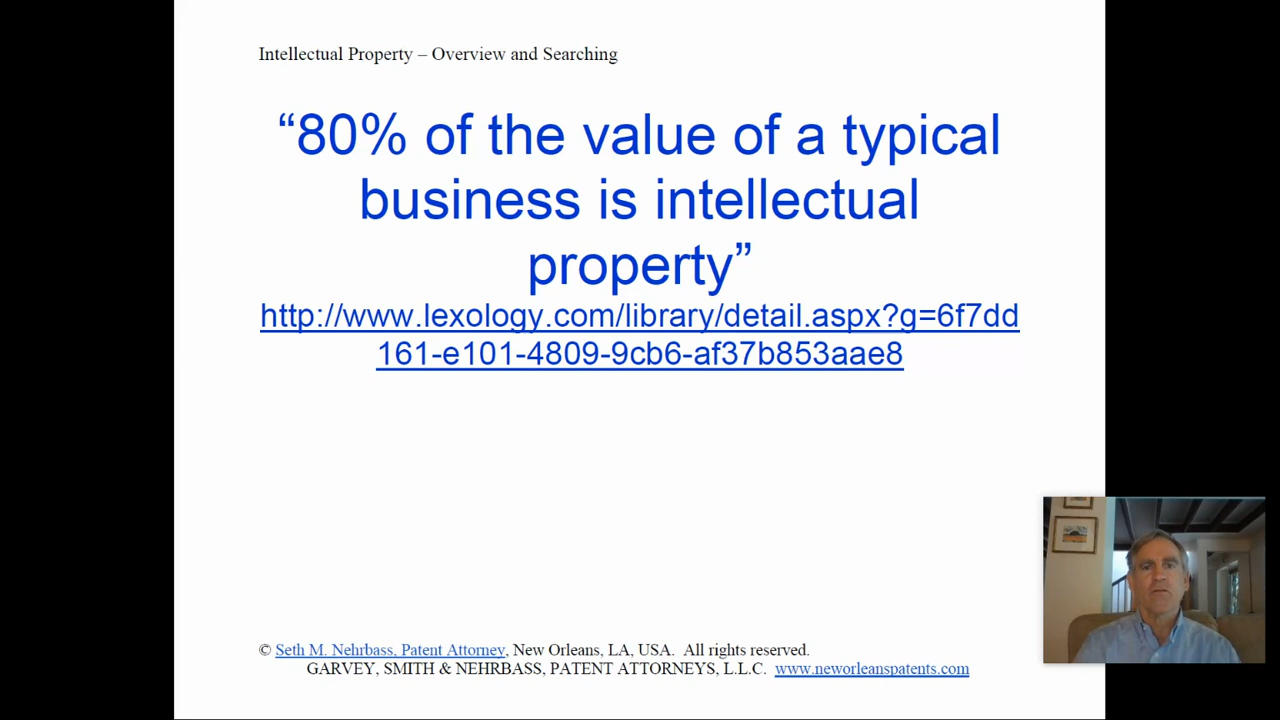 Intellectual Property – Overview and Searching
“80% of the value of a typical
business is intellectual
property”
http://www.lexology.com/library/detail.aspx?g=6f7dd
161-e101-4809-9cb6-af37b853aae8
© Seth M. Nehrbass, Patent Attorney, New Orleans, LA, USA. All rights reserved.
GARVEY, SMITH & NEHRBASS, PATENT ATTORNEYS, L.L.C. www.neworleanspatents.com